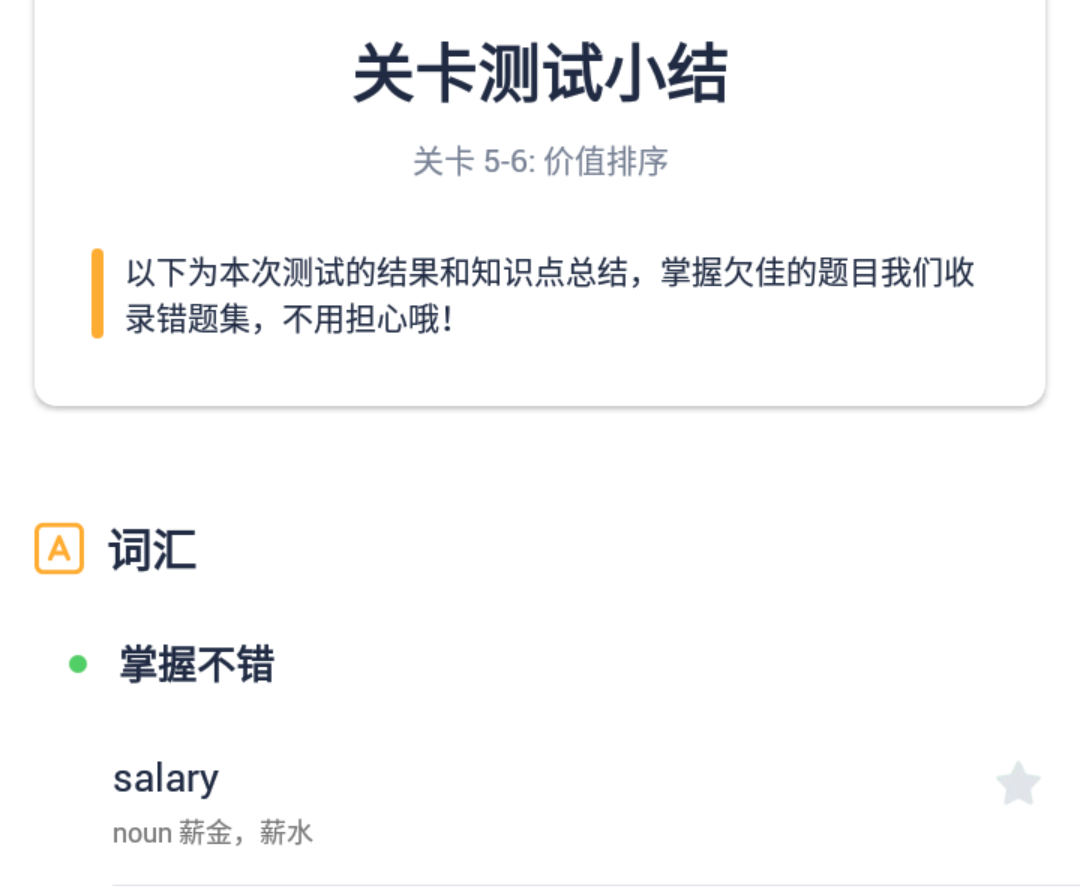 关卡测试小结
关卡 5-6: 价值排序
以下为本次测试的结果和知识点总结，掌握欠佳的题目我们收
录错题集，不用担心哦！
A 词汇
掌握不错
salary
noun 薪金，薪水